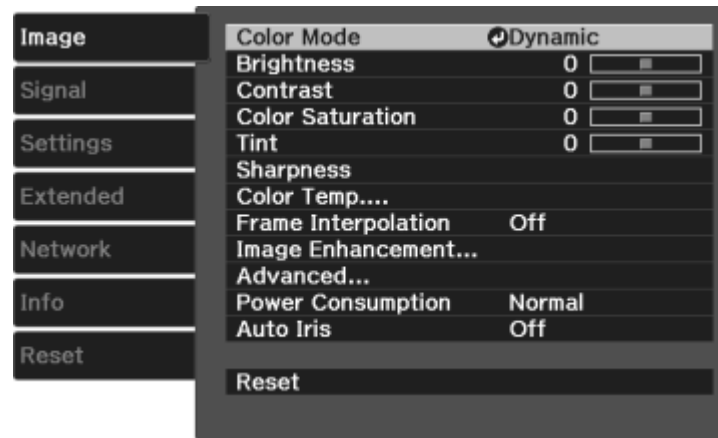 Image
Signal
Settings
Extended
Network
Info
Reset
Color Mode Dynamic
Brightness 0
Contrast 0
Color Saturation 0
Tint 0
Sharpness
Color Temp....
Frame Interpolation Off
Image Enhancement...
Advanced...
Power Consumption Normal
Auto Iris Off
Reset